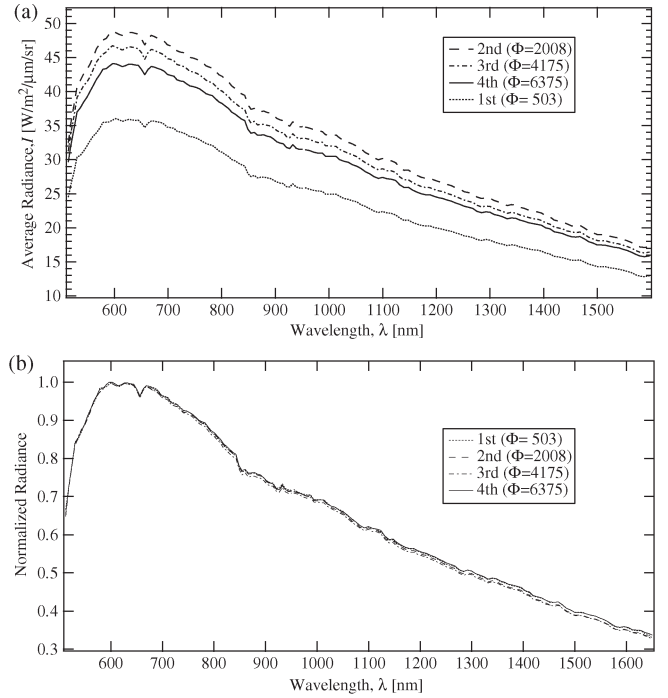 (a)
50
45
40
35
30
25
20
15
10
Average Radiance, I [W/m²/μm/sr]
2nd (Φ=2008)
3rd (Φ=4175)
4th (Φ=6375)
1st (Φ= 503)
600 700 800 900 1000 1100 1200 1300 1400 1500
Wavelength, λ [nm]
(b)
1.0
0.9
0.8
0.7
0.6
0.5
0.4
0.3
Normalized Radiance
1st (Φ= 503)
2nd (Φ=2008)
3rd (Φ=4175)
4th (Φ=6375)
600 700 800 900 1000 1100 1200 1300 1400 1500 1600
Wavelength, λ [nm]